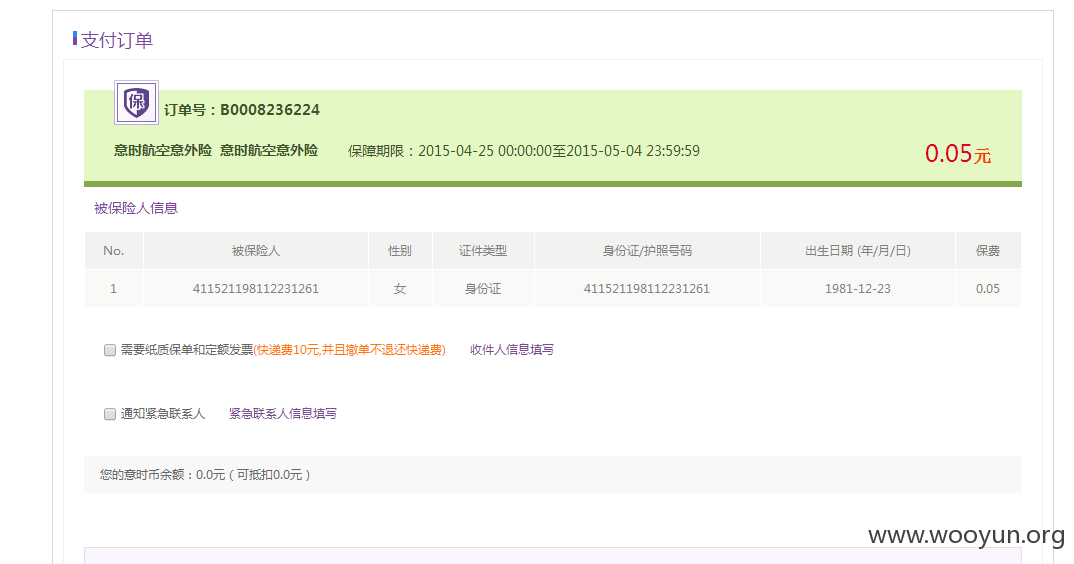 支付订单
保 订单号：B0008236224
意时航空意外险 意时航空意外险 保障期限：2015-04-25 00:00:00至2015-05-04 23:59:59 0.05元
被保险人信息
No. 被保险人 性别 证件类型 身份证/护照号码 出生日期 (年/月/日) 保费
1 411521198112231261 女 身份证 411521198112231261 1981-12-23 0.05
需要纸质保单和定额发票(快递费10元,并且撤单不退还快递费) 收件人信息填写
通知紧急联系人 紧急联系人信息填写
您的意时币余额：0.0元 ( 可抵扣0.0元 )
www.wooyun.org